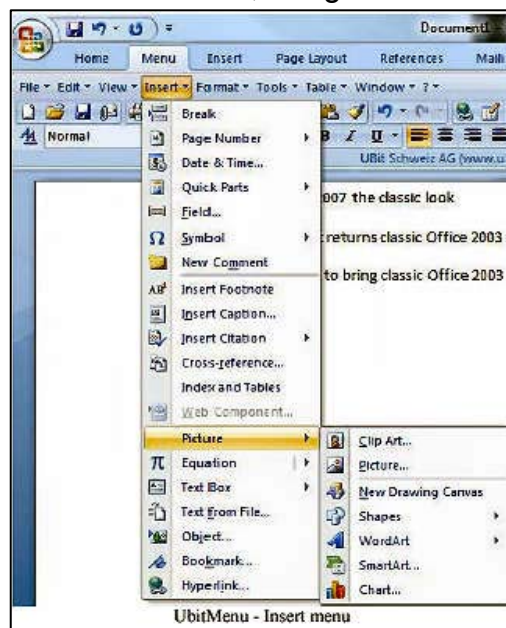 Document1 -
Home Menu Insert Page Layout References Maili
File Edit View Insert Format Tools Table Window ?
Normal
B I U
UBit Schweiz AG (www.u
Break
Page Number
Date & Time...
Quick Parts
Field...
Symbol
New Comment
Insert Footnote
Insert Caption...
Insert Citation
Cross-reference...
Index and Tables
Web Component...
Picture
Equation
Text Box
Text from File...
Object...
Bookmark...
Hyperlink...
2007 the classic look
t returns classic Office 2003
to bring classic Office 2003
Clip Art...
Picture...
New Drawing Canvas
Shapes
WordArt
SmartArt...
Chart...
UbitMenu - Insert menu